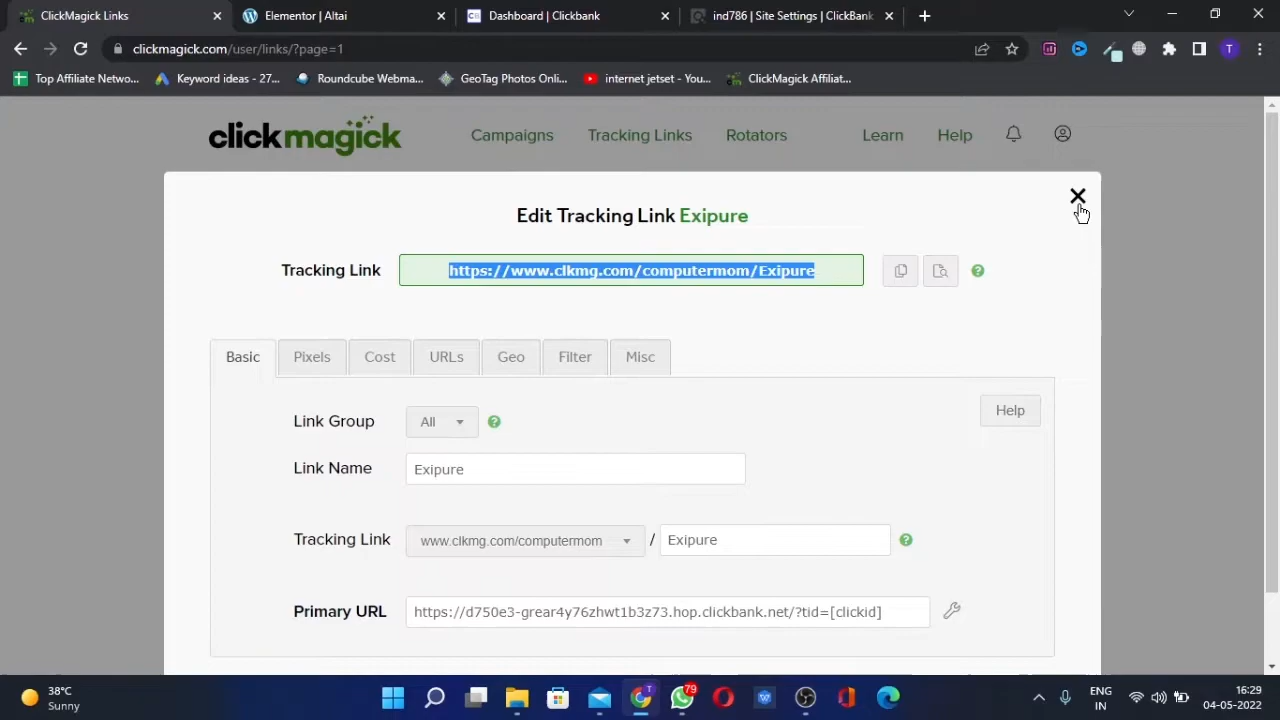 ClickMagick Links
Elementor | Altai
Dashboard | Clickbank
ind786 | Site Settings | ClickBank
clickmagick.com/user/links/?page=1
T
Top Affiliate Netwo...
Keyword ideas - 27...
Roundcube Webma...
GeoTag Photos Onli...
internet jetset - You...
ClickMagick Affiliat...
clickmagick
Campaigns
Tracking Links
Rotators
Learn
Help
Edit Tracking Link Exipure
Tracking Link
https://www.clkmg.com/computermom/Exipure
Basic
Pixels
Cost
URLs
Geo
Filter
Misc
Help
Link Group
All
Link Name
Exipure
Tracking Link
www.clkmg.com/computermom
/
Exipure
Primary URL
https://d750e3-grear4y76zhwt1b3z73.hop.clickbank.net/?tid=[clickid]
38°C
Sunny
T
79
ENG
IN
16:29
04-05-2022